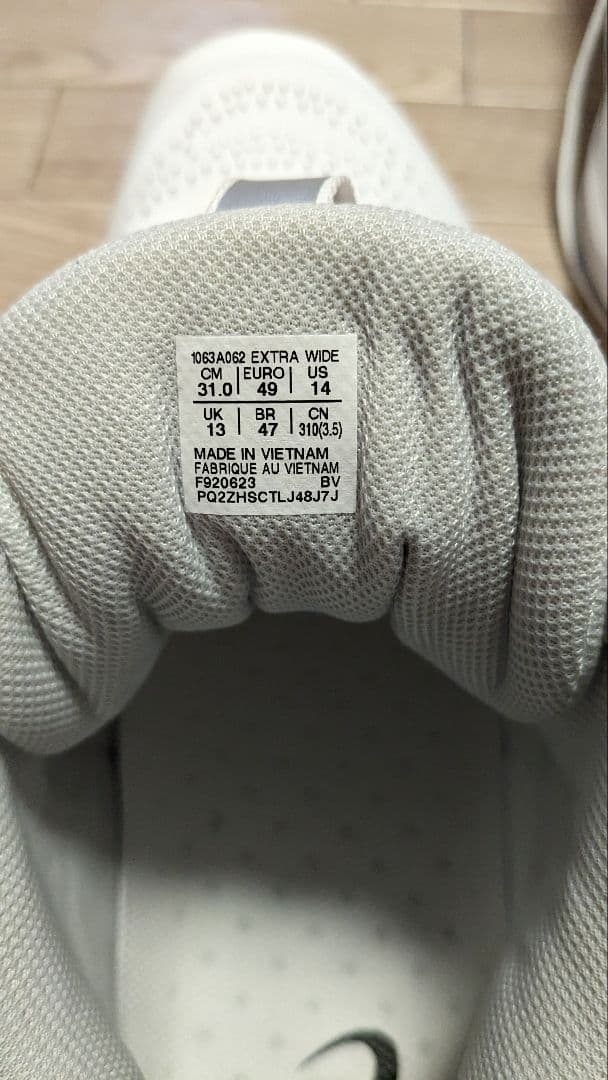 1063A062 EXTRA WIDE
CM | EURO | US
31.0 | 49 | 14
UK | BR | CN
13 | 47 | 310(3.5)
MADE IN VIETNAM
FABRIQUE AU VIETNAM
F920623 BV
PQ2ZHSCTLJ48J7J